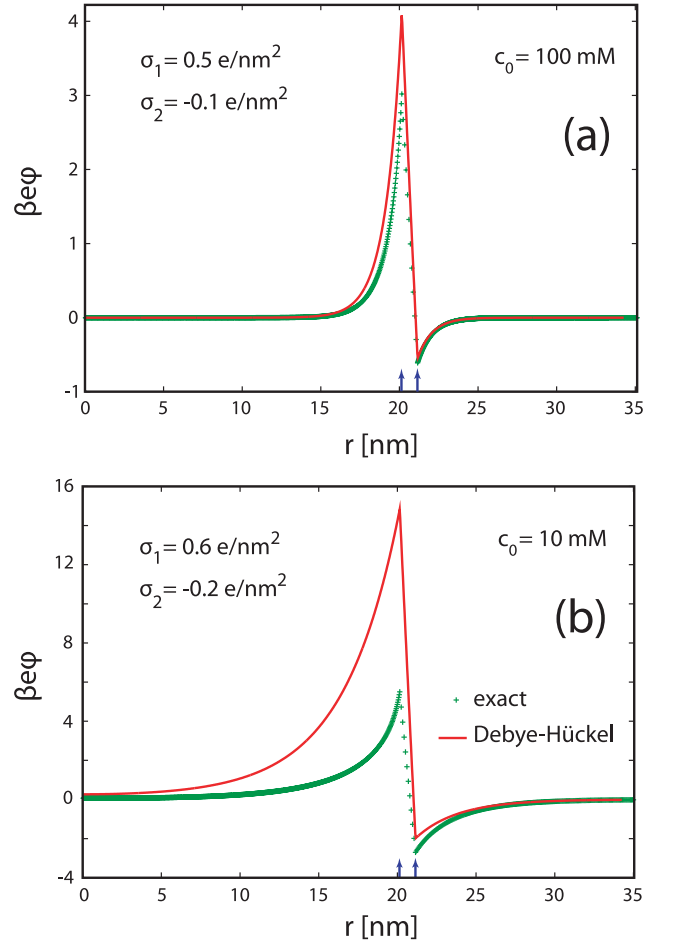 4
3
2
1
0
-1
βeφ
σ1= 0.5 e/nm2
σ2= -0.1 e/nm2
c0= 100 mM
(a)
0 5 10 15 20 25 30 35
r [nm]
16
12
8
4
0
-4
βeφ
σ1= 0.6 e/nm2
σ2= -0.2 e/nm2
c0= 10 mM
(b)
exact
Debye-Hückel
0 5 10 15 20 25 30 35
r [nm]